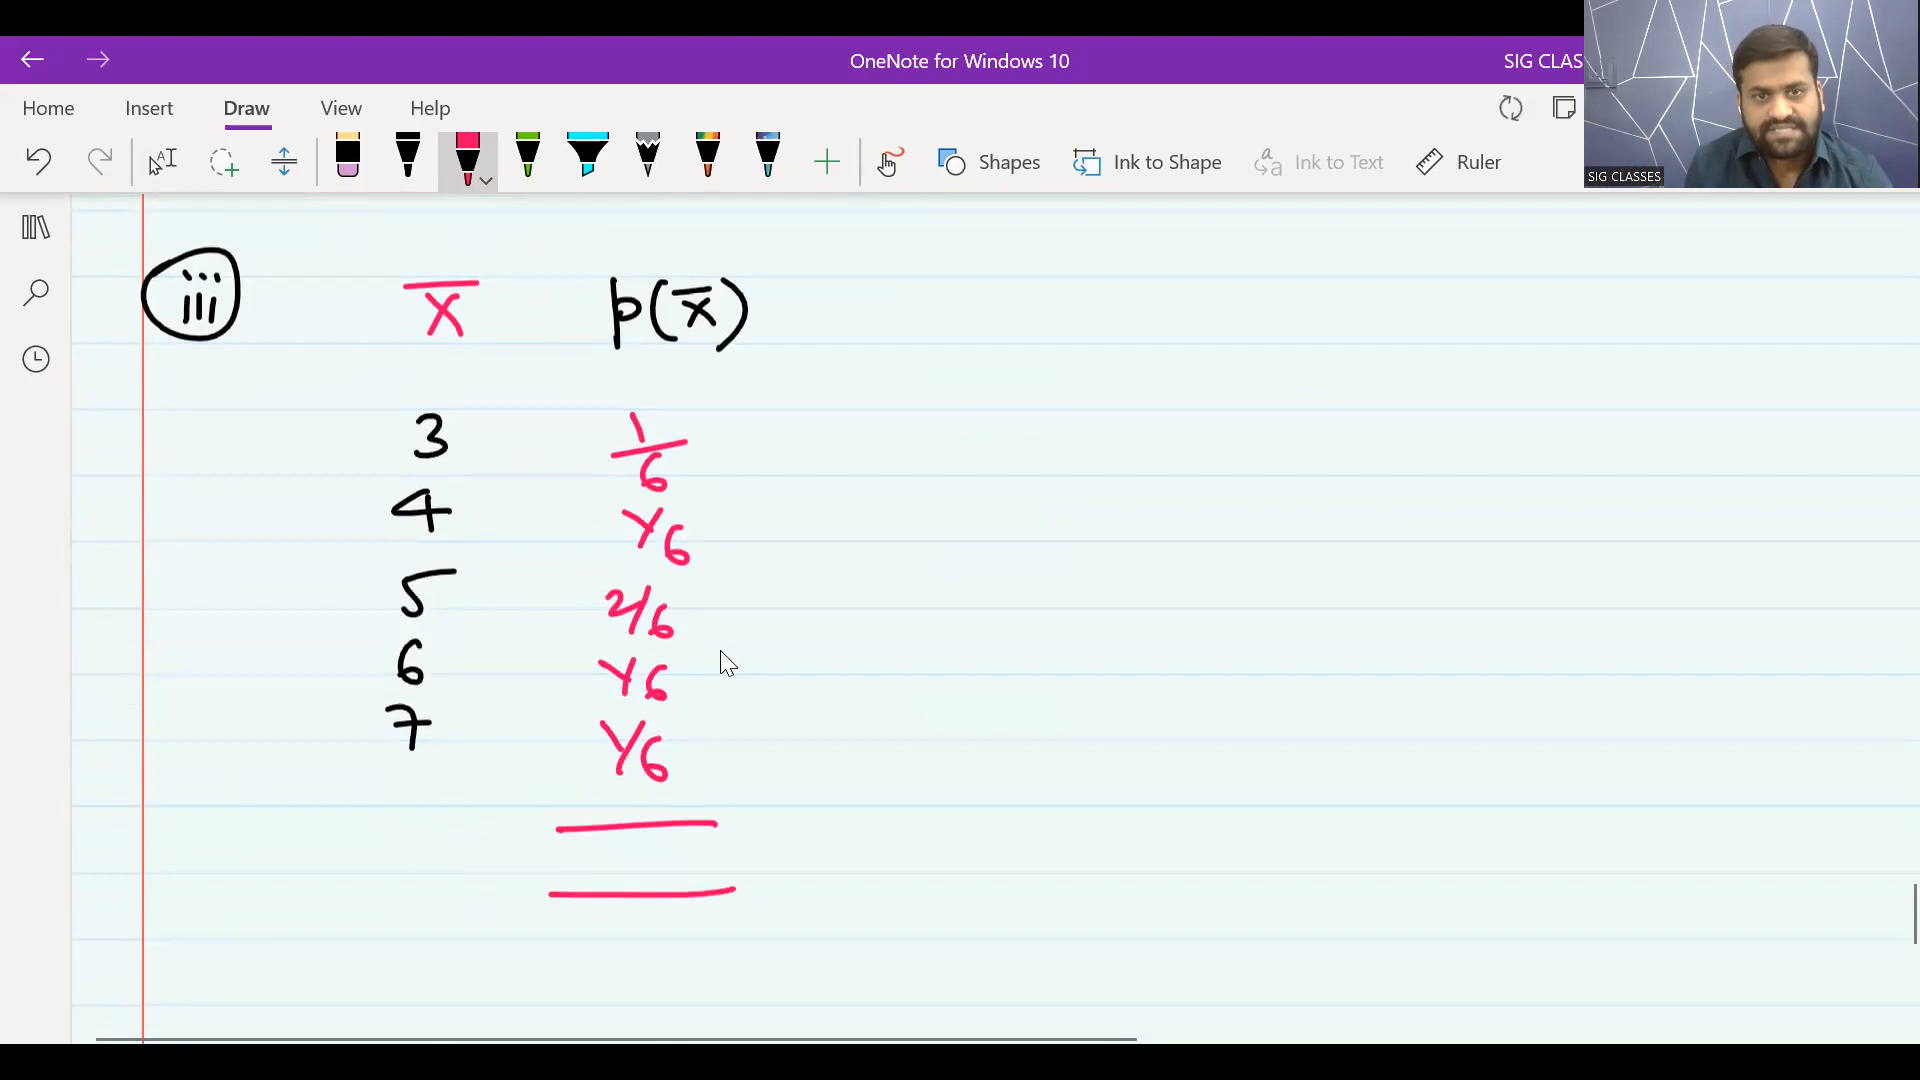 OneNote for Windows 10
SIG CLAS
Home Insert Draw View Help
Shapes Ink to Shape Ink to Text Ruler
SIG CLASSES
iii x̅ p(x̅)
3 1/6
4 1/6
5 2/6
6 1/6
7 1/6